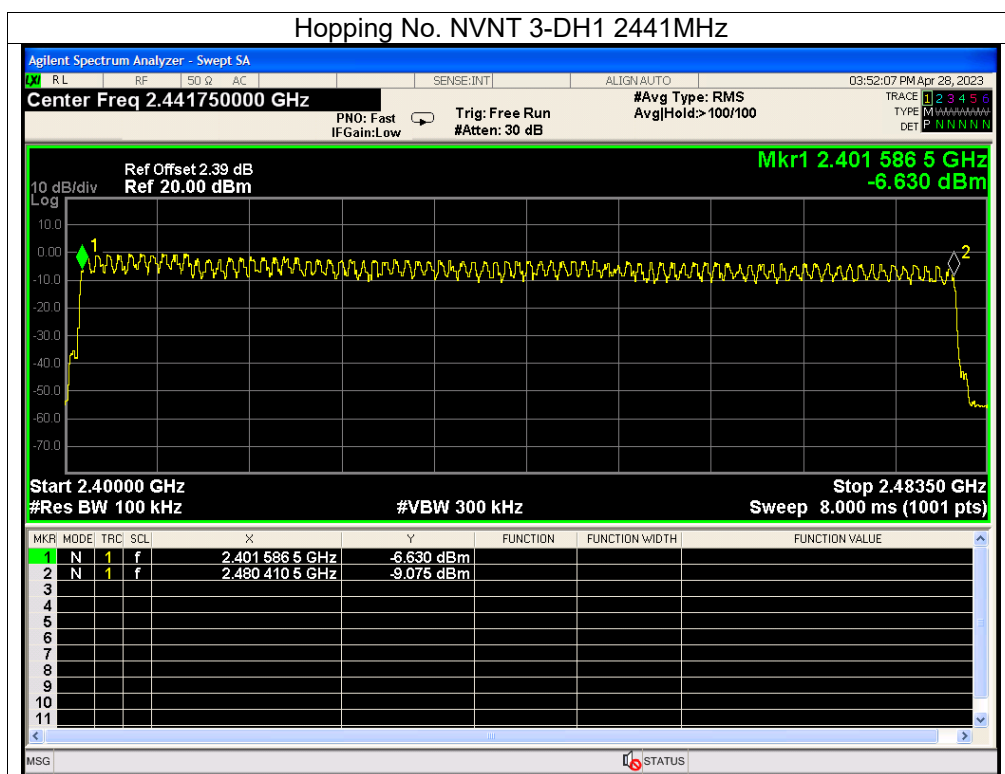 Hopping No. NVNT 3-DH1 2441MHz
Agilent Spectrum Analyzer - Swept SA
LXI RL RF 50 Ω AC SENSE:INT ALIGN AUTO 03:52:07 PM Apr 28, 2023
Center Freq 2.441750000 GHz #Avg Type: RMS TRACE 1 2 3 4 5 6
PNO: Fast Trig: Free Run Avg|Hold:>100/100 TYPE M
IFGain:Low #Atten: 30 dB DET P N N N N N
Mkr1 2.401 586 5 GHz
Ref Offset 2.39 dB
10 dB/div Ref 20.00 dBm -6.630 dBm
Log
10.0
1
0.00
2
-10.0
-20.0
-30.0
-40.0
-50.0
-60.0
-70.0
Start 2.40000 GHz Stop 2.48350 GHz
#Res BW 100 kHz #VBW 300 kHz Sweep 8.000 ms (1001 pts)
MKR MODE TRC SCL X Y FUNCTION FUNCTION WIDTH FUNCTION VALUE
1 N 1 f 2.401 586 5 GHz -6.630 dBm
2 N 1 f 2.480 410 5 GHz -9.075 dBm
3
4
5
6
7
8
9
10
11
MSG STATUS